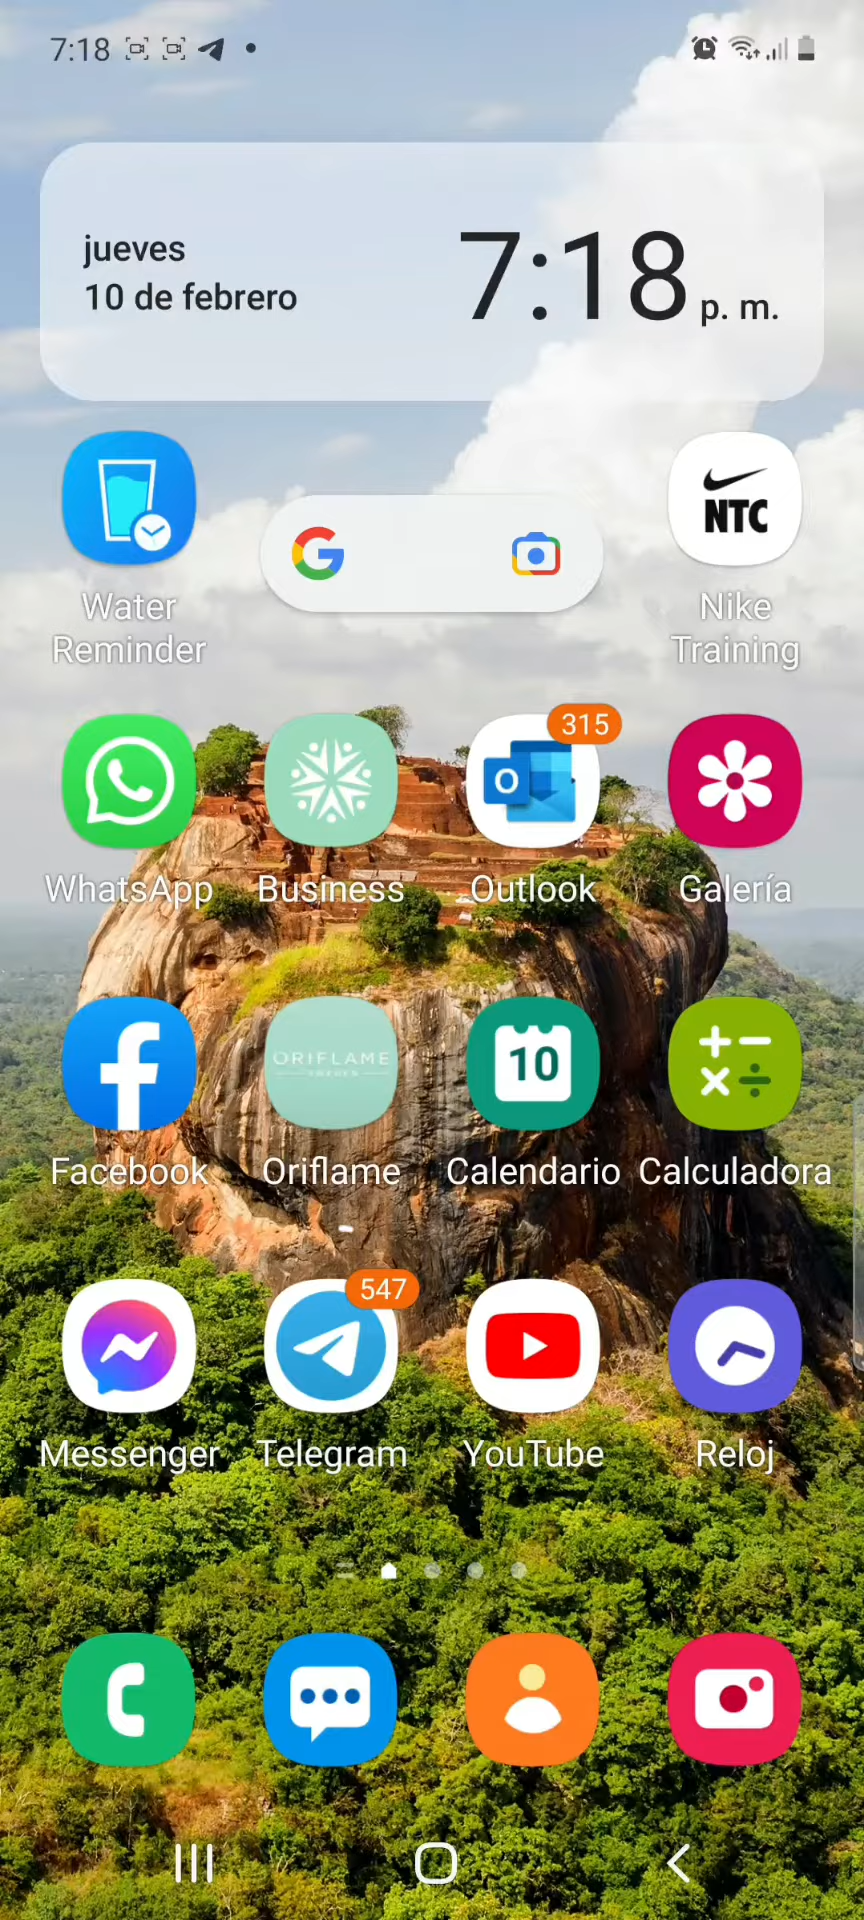 7:18
jueves
10 de febrero
7:18 p. m.
NTC
Water
Reminder
Nike
Training
315
O
WhatsApp
Business
Outlook
Galería
ORIFLAME
SWEDEN
10
Facebook
Oriflame
Calendario
Calculadora
547
Messenger
Telegram
YouTube
Reloj